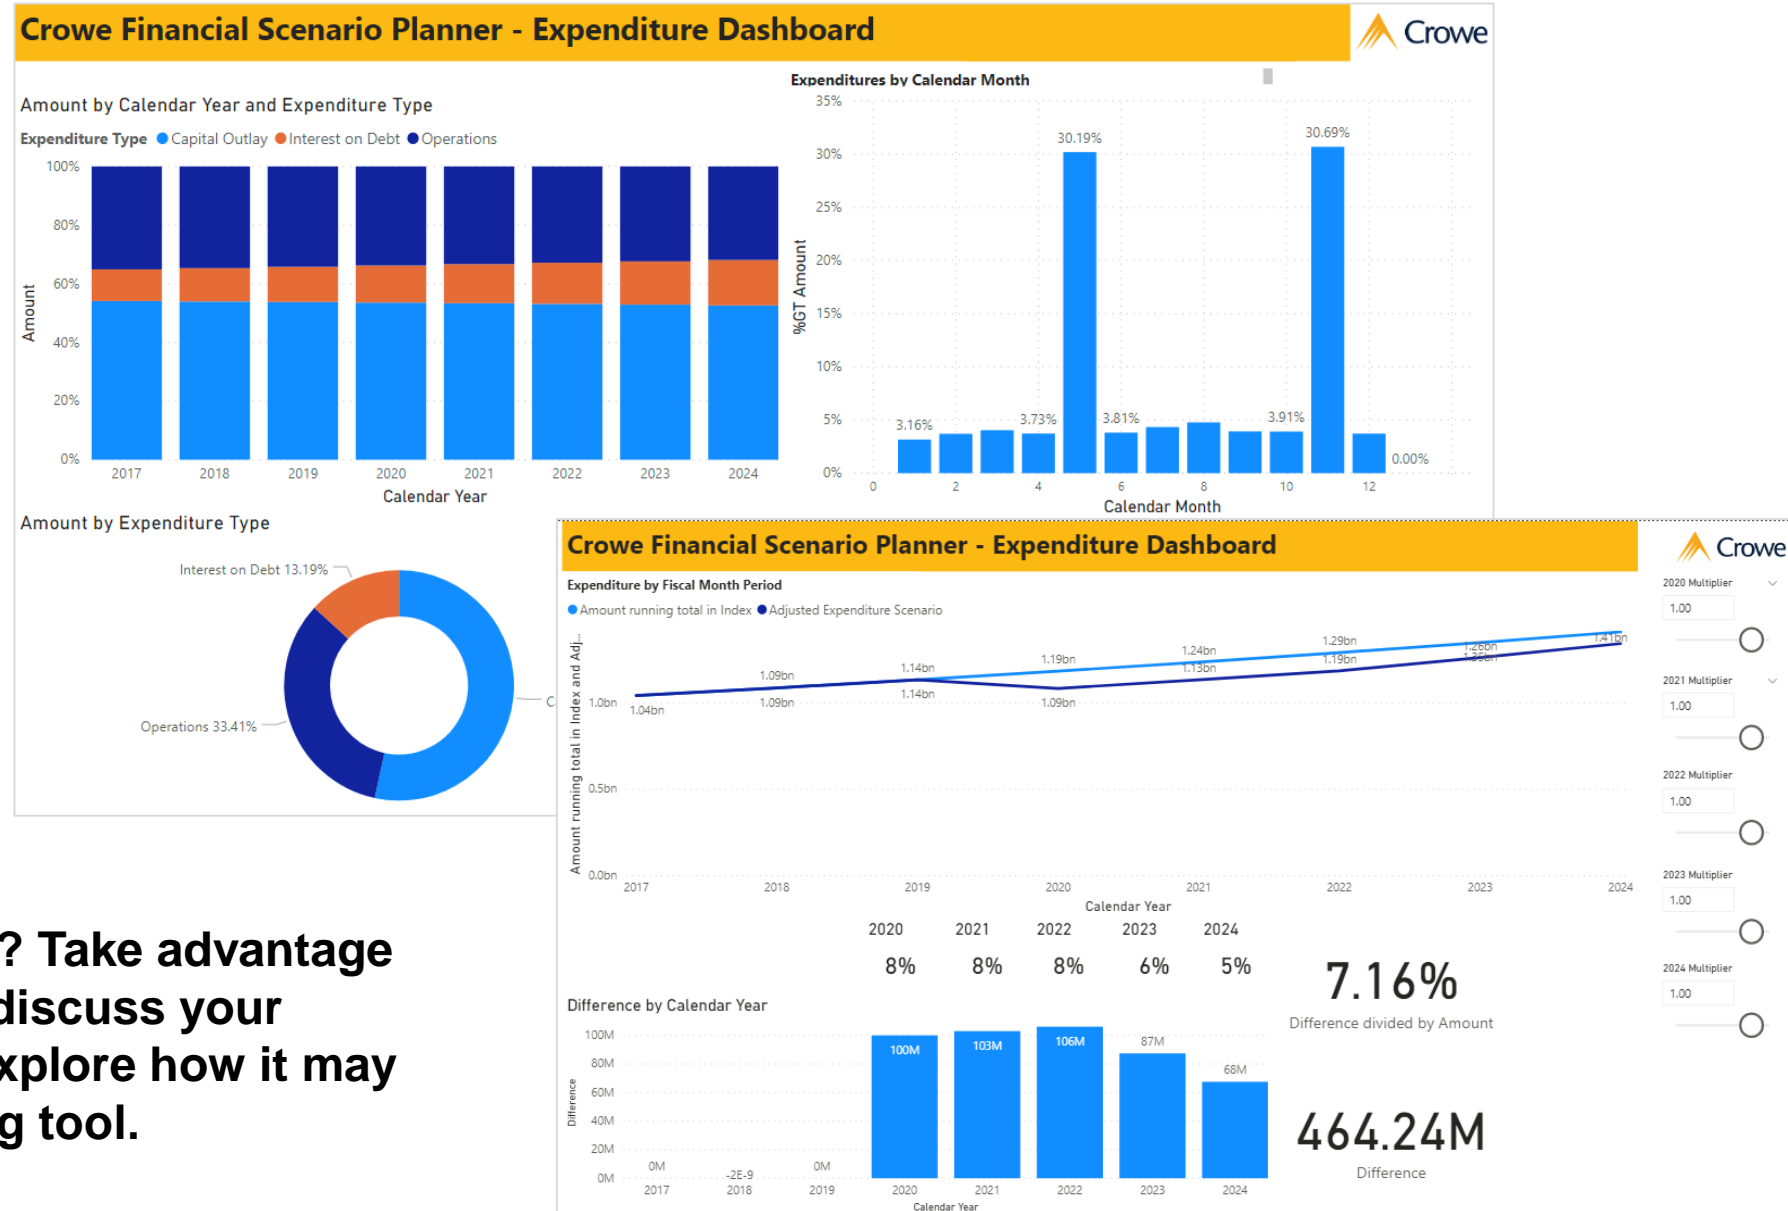 Crowe Financial Scenario Planner - Expenditure Dashboard
Crowe
Amount by Calendar Year and Expenditure Type
Expenditure Type Capital Outlay Interest on Debt Operations
100%
80%
60%
40%
20%
0%
Amount
2017 2018 2019 2020 2021 2022 2023 2024
Calendar Year
Expenditures by Calendar Month
35%
30%
25%
20%
15%
10%
5%
0%
%GT Amount
3.16%
3.73%
30.19%
3.81%
3.91%
30.69%
0.00%
0 2 4 6 8 10 12
Calendar Month
Amount by Expenditure Type
Interest on Debt 13.19%
Operations 33.41%
C
Crowe Financial Scenario Planner - Expenditure Dashboard
Crowe
Expenditure by Fiscal Month Period
Amount running total in Index Adjusted Expenditure Scenario
Amount running total in Index and Adj...
1.0bn
0.5bn
0.0bn
1.04bn
1.09bn
1.09bn
1.14bn
1.14bn
1.19bn
1.09bn
1.24bn
1.13bn
1.29bn
1.19bn
1.26bn
1.41bn
2017 2018 2019 2020 2021 2022 2023 2024
Calendar Year
2020 2021 2022 2023 2024
8% 8% 8% 6% 5%
7.16%
Difference divided by Amount
464.24M
Difference
Difference by Calendar Year
100M
80M
60M
40M
20M
0M
Difference
0M
-2E-9
0M
100M
103M
106M
87M
68M
2017 2018 2019 2020 2021 2022 2023 2024
Calendar Year
2020 Multiplier
1.00
2021 Multiplier
1.00
2022 Multiplier
1.00
2023 Multiplier
1.00
2024 Multiplier
1.00
? Take advantage
discuss your
xplore how it may
g tool.